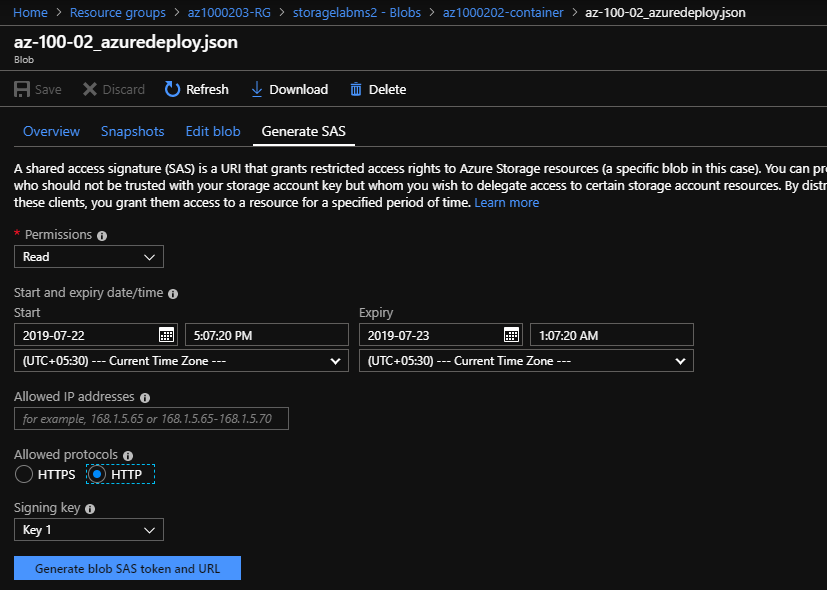 Home > Resource groups > az1000203-RG > storagelabms2 - Blobs > az1000202-container > az-100-02_azuredeploy.json
az-100-02_azuredeploy.json
Blob
Save Discard Refresh Download Delete
Overview Snapshots Edit blob Generate SAS
A shared access signature (SAS) is a URI that grants restricted access rights to Azure Storage resources (a specific blob in this case). You can pr
who should not be trusted with your storage account key but whom you wish to delegate access to certain storage account resources. By distr
these clients, you grant them access to a resource for a specified period of time. Learn more
* Permissions
Read
Start and expiry date/time
Start Expiry
2019-07-22 5:07:20 PM 2019-07-23 1:07:20 AM
(UTC+05:30) --- Current Time Zone --- (UTC+05:30) --- Current Time Zone ---
Allowed IP addresses
for example, 168.1.5.65 or 168.1.5.65-168.1.5.70
Allowed protocols
HTTPS HTTP
Signing key
Key 1
Generate blob SAS token and URL